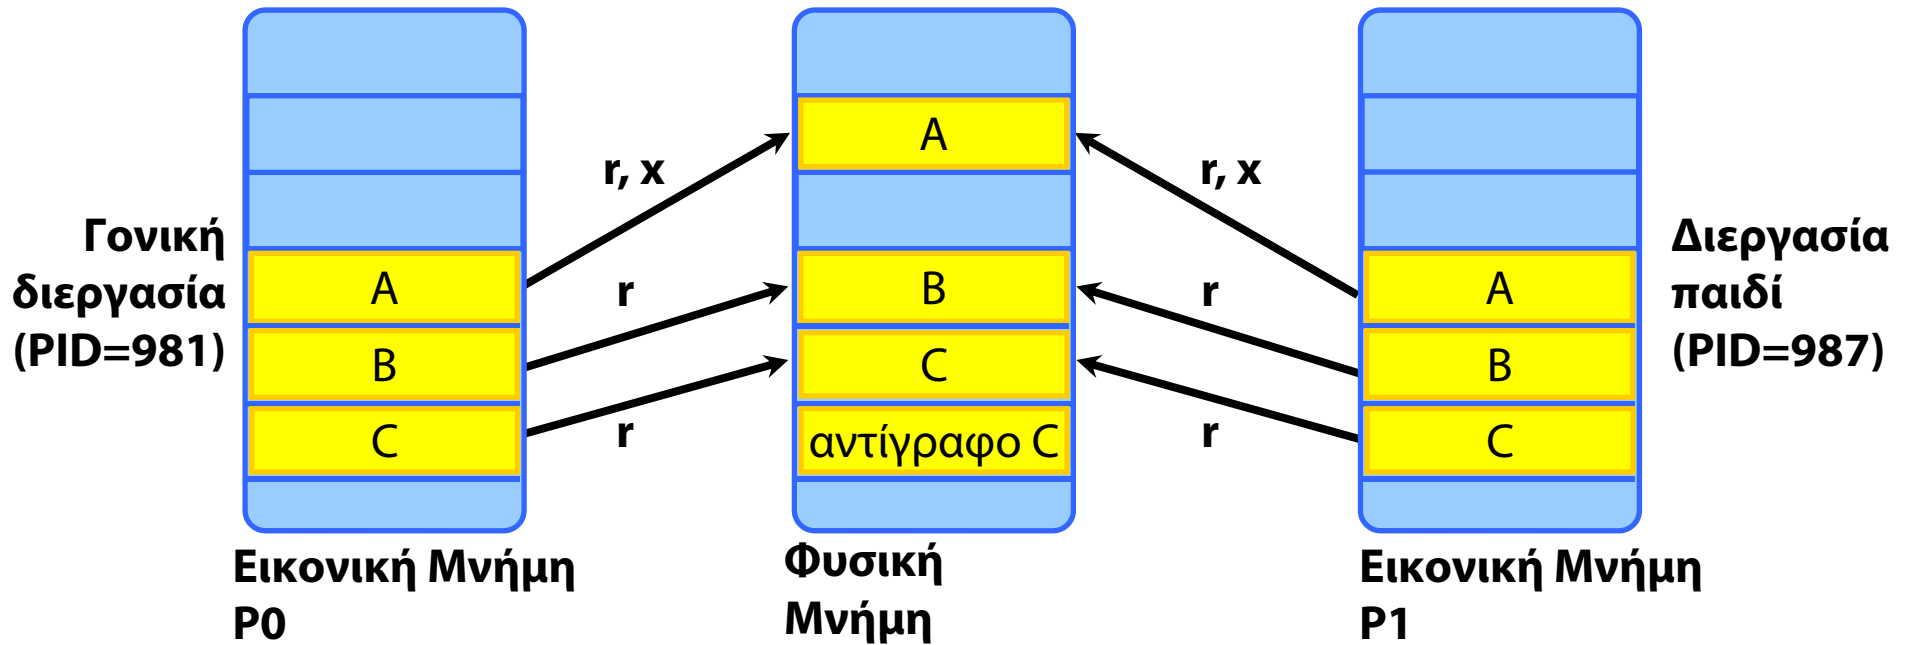 Γονική
διεργασία
(PID=981)
A
B
C
Εικονική Μνήμη
P0
r, x
r
r
A
B
C
αντίγραφο C
Φυσική
Μνήμη
r, x
r
r
A
B
C
Εικονική Μνήμη
P1
Διεργασία
παιδί
(PID=987)